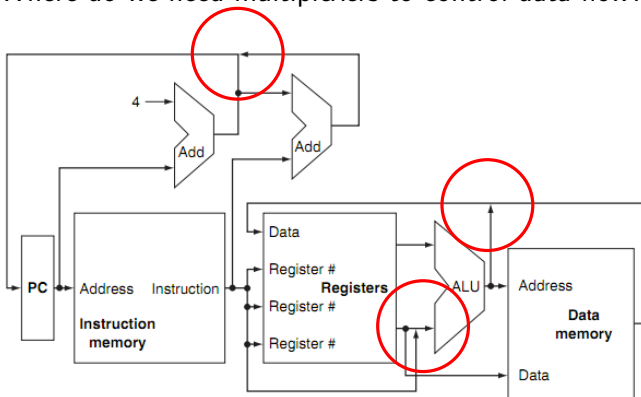 Where do we need multiplexers to control data flow?
4
Add
Add
PC
Address
Instruction
Instruction
memory
Data
Register #
Registers
Register #
Register #
ALU
Address
Data
memory
Data